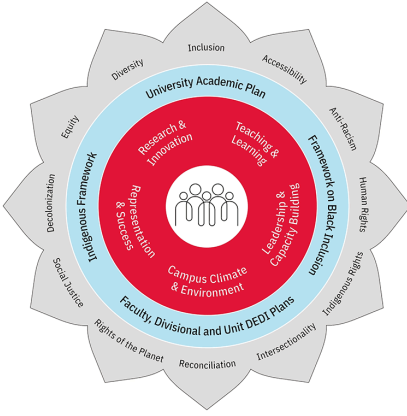 Inclusion
Accessibility
Anti-Racism
Human Rights
Indigenous Rights
Intersectionality
Reconciliation
Rights of the Planet
Social Justice
Decolonization
Equity
Diversity
University Academic Plan
Framework on Black Inclusion
Faculty, Divisional and Unit DEDI Plans
Indigenous Framework
Teaching &
Learning
Leadership &
Capacity Building
Campus Climate
& Environment
Representation
& Success
Research &
Innovation